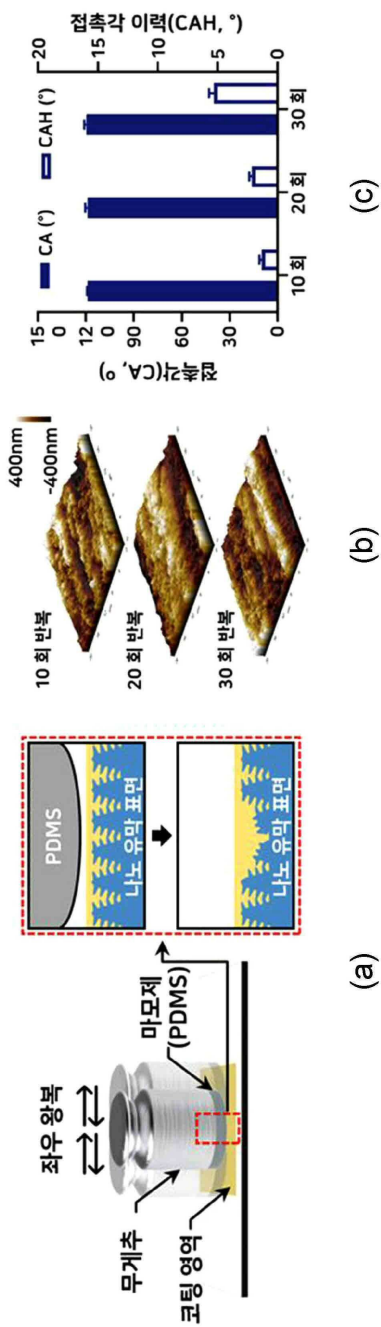 좌우 왕복
무게추
코팅 영역
마모제
(PDMS)
PDMS
나노 유막 표면
나노 유막 표면
(a)
400nm
-400nm
10 회 반복
20 회 반복
30 회 반복
(b)
접촉각 이력(CAH, °)
20
15
10
5
0
CA (°)
CAH (°)
접촉각(CA, º)
15
0
12
0
90
60
30
0
10 회
20 회
30 회
(c)